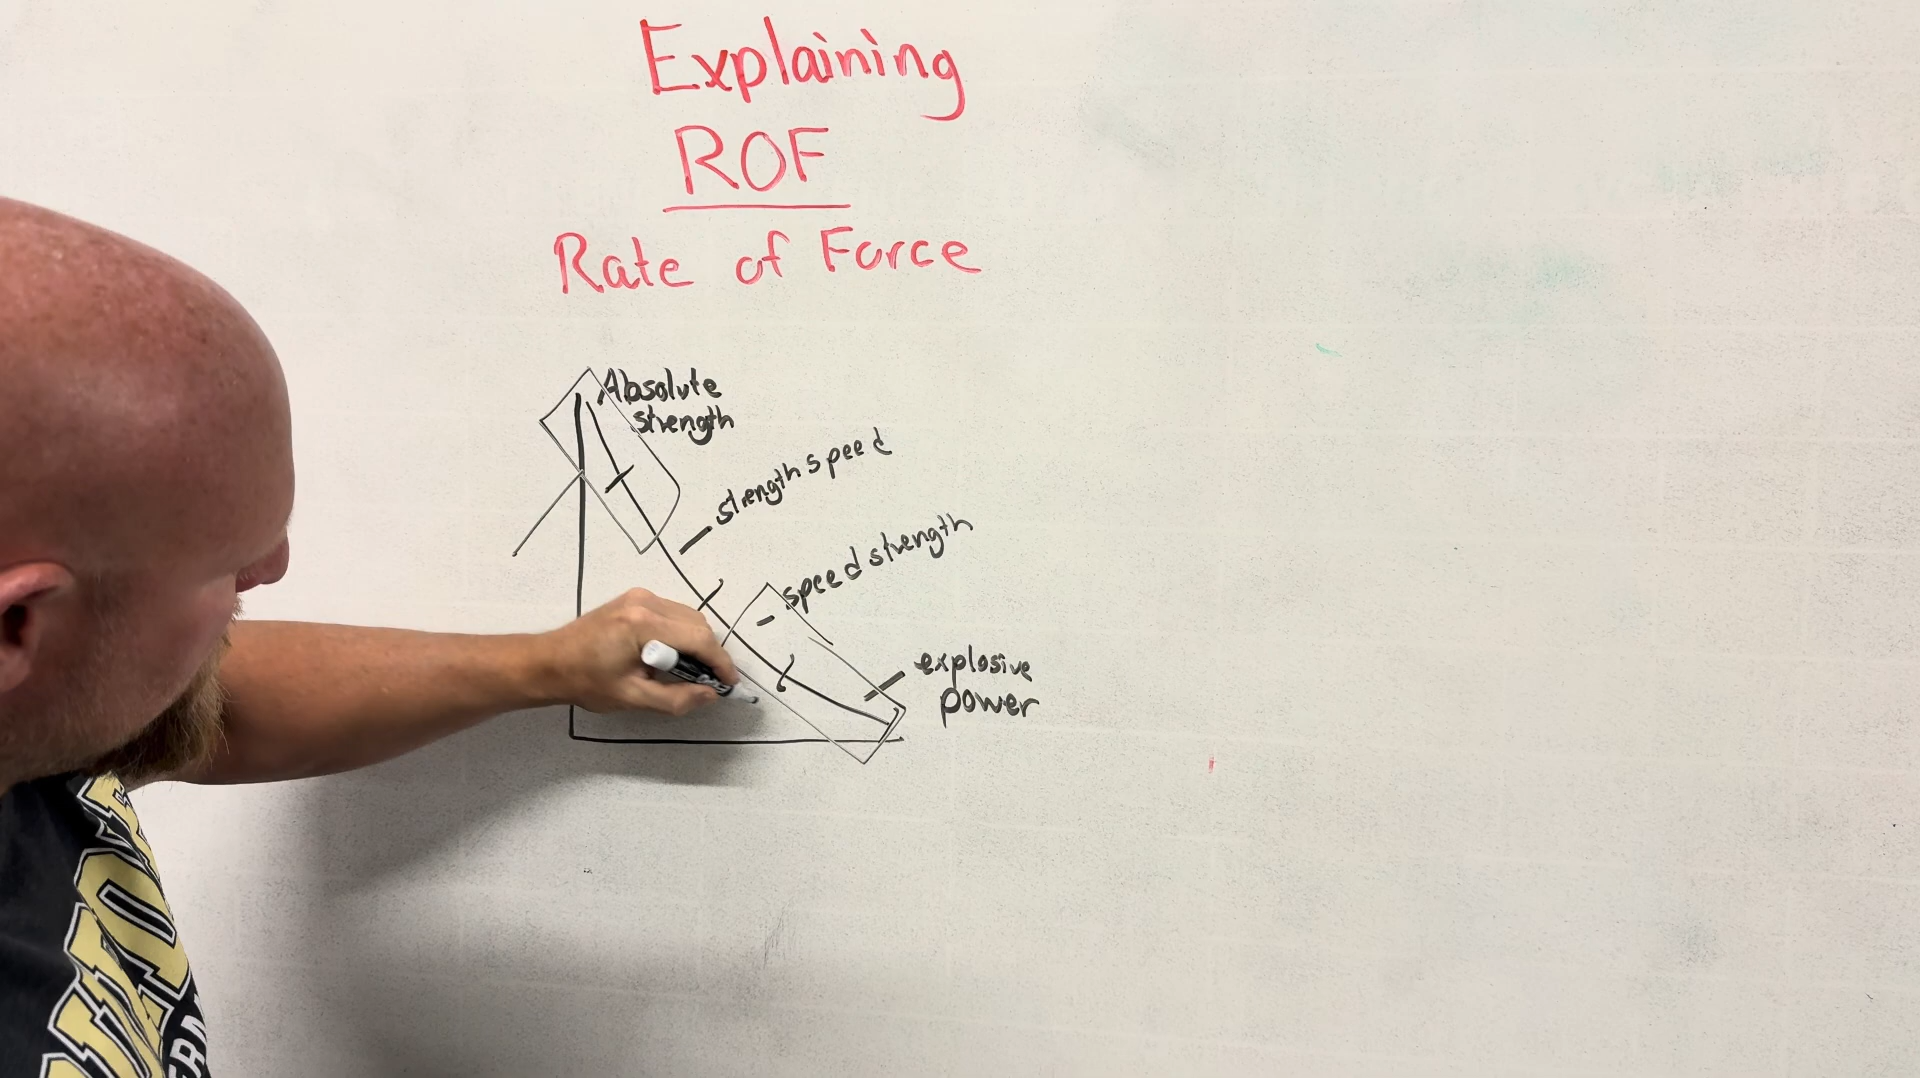 Explaining
ROF
Rate of Force
Absolute
strength
strength speed
speed strength
explosive
power